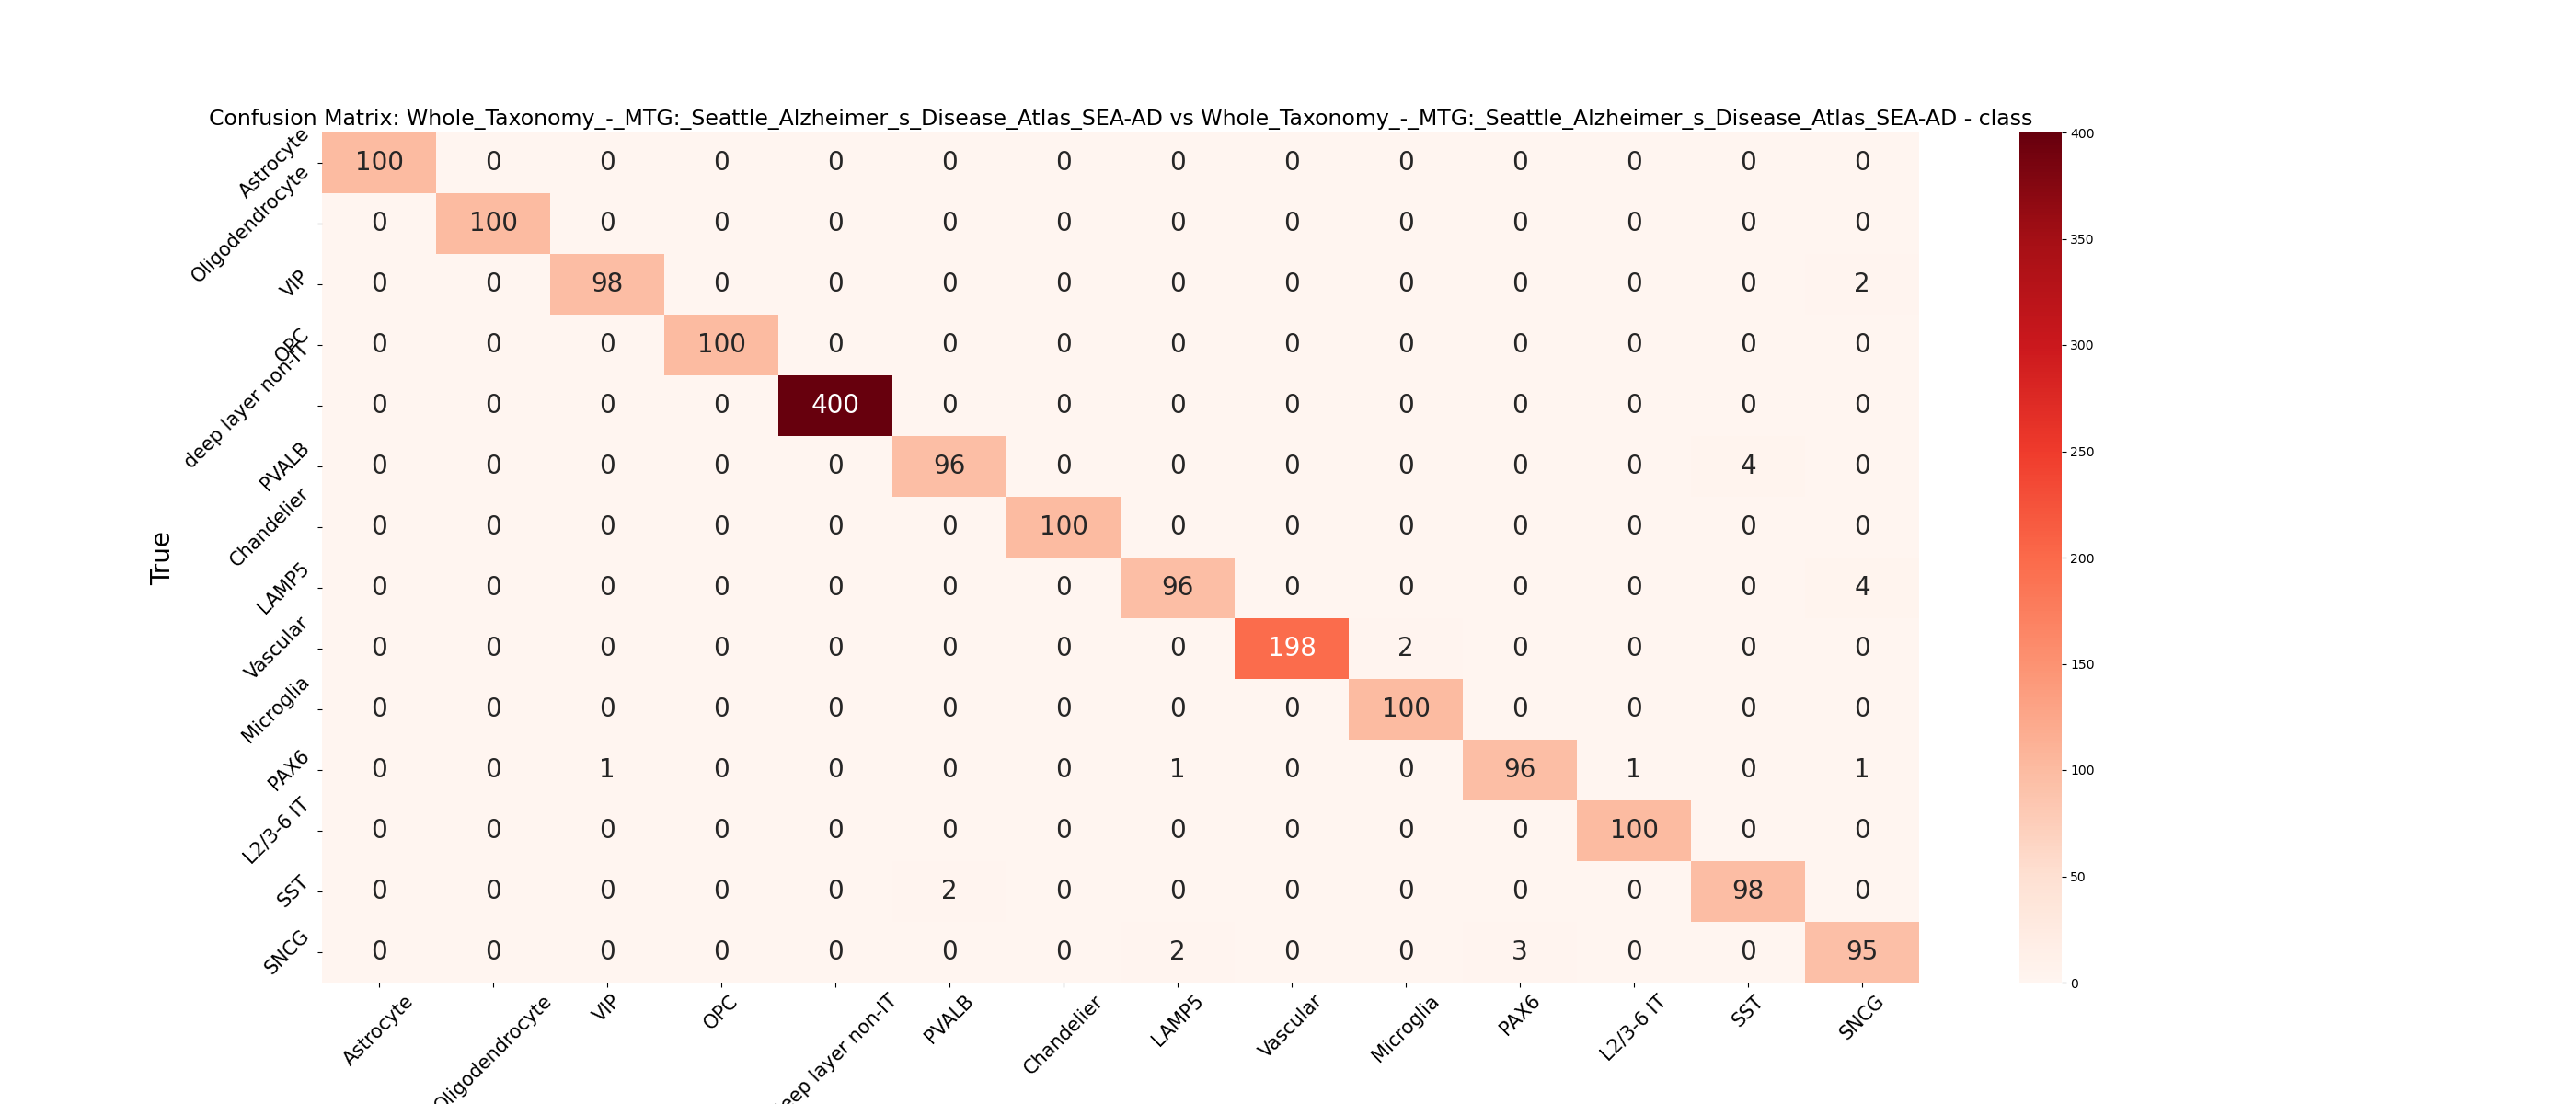 Confusion Matrix: Whole_Taxonomy_-_MTG:_Seattle_Alzheimer_s_Disease_Atlas_SEA-AD vs Whole_Taxonomy_-_MTG:_Seattle_Alzheimer_s_Disease_Atlas_SEA-AD - class
True
Astrocyte 100 0 0 0 0 0 0 0 0 0 0 0 0 0
Oligodendrocyte 0 100 0 0 0 0 0 0 0 0 0 0 0 0
VIP 0 0 98 0 0 0 0 0 0 0 0 0 0 2
OPC 0 0 0 100 0 0 0 0 0 0 0 0 0 0
deep layer non-IT 0 0 0 0 400 0 0 0 0 0 0 0 0 0
PVALB 0 0 0 0 0 96 0 0 0 0 0 0 4 0
Chandelier 0 0 0 0 0 0 100 0 0 0 0 0 0 0
LAMP5 0 0 0 0 0 0 0 96 0 0 0 0 0 4
Vascular 0 0 0 0 0 0 0 0 198 2 0 0 0 0
Microglia 0 0 0 0 0 0 0 0 0 100 0 0 0 0
PAX6 0 0 1 0 0 0 0 1 0 0 96 1 0 1
L2/3-6 IT 0 0 0 0 0 0 0 0 0 0 0 100 0 0
SST 0 0 0 0 0 2 0 0 0 0 0 0 98 0
SNCG 0 0 0 0 0 0 0 2 0 0 3 0 0 95
Astrocyte Oligodendrocyte VIP OPC eep layer non-IT PVALB Chandelier LAMP5 Vascular Microglia PAX6 L2/3-6 IT SST SNCG
400
350
300
250
200
150
100
50
0